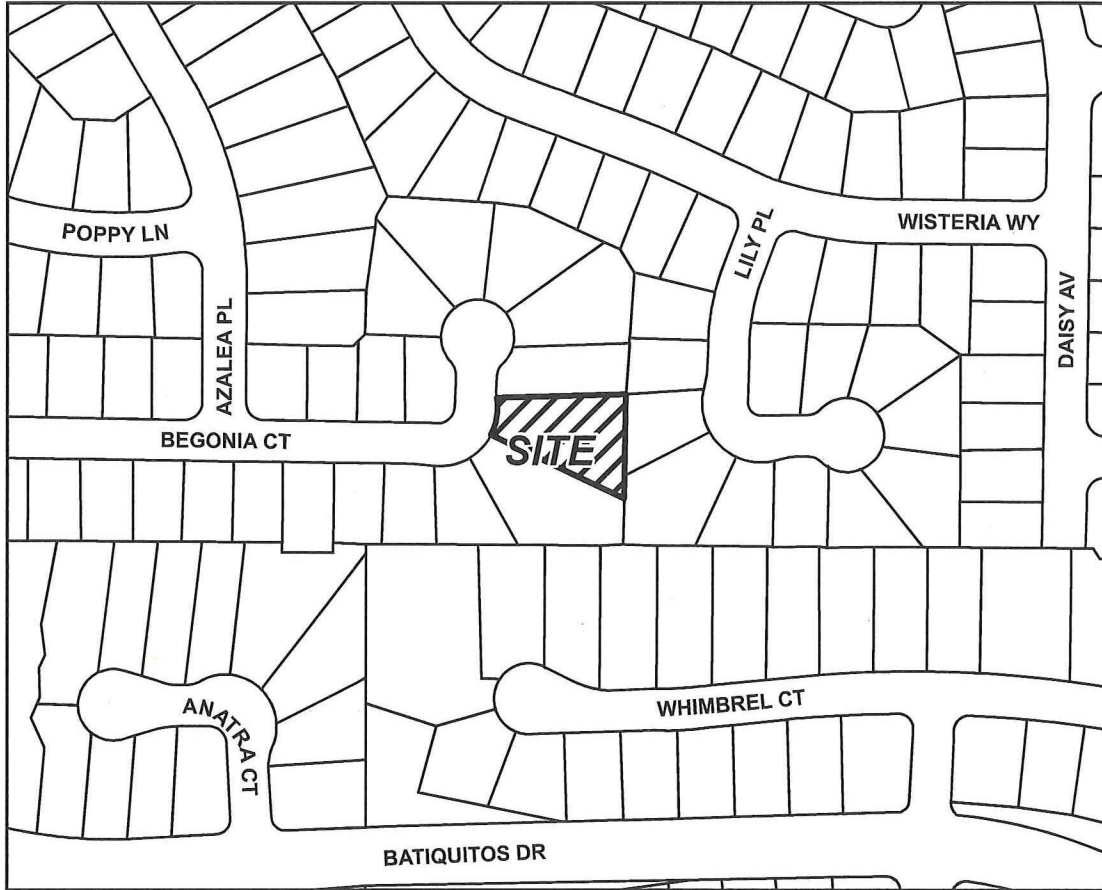 POPPY LN
WISTERIA WY
LILY PL
AZALEA PL
DAISY AV
BEGONIA CT
SITE
ANATRA CT
WHIMBREL CT
BATIQUITOS DR